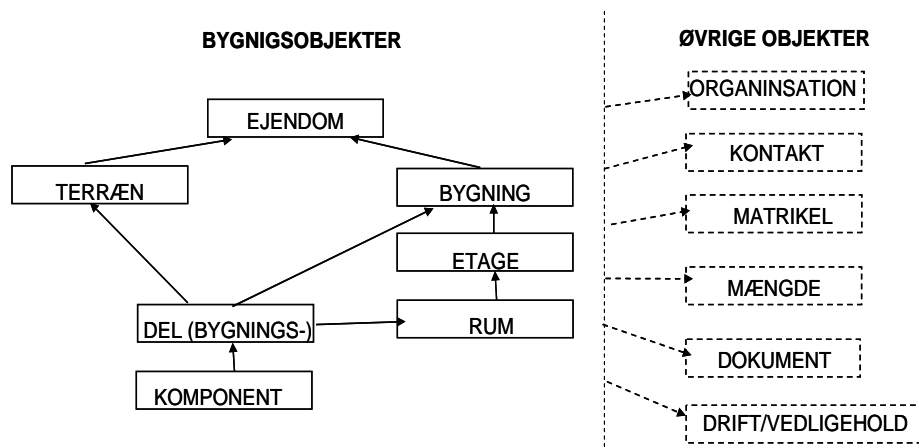 BYGNIGSOBJEKTER
EJENDOM
TERRÆN
BYGNING
ETAGE
DEL (BYGNINGS-)
RUM
KOMPONENT
ØVRIGE OBJEKTER
ORGANINSATION
KONTAKT
MATRIKEL
MÆNGDE
DOKUMENT
DRIFT/VEDLIGEHOLD